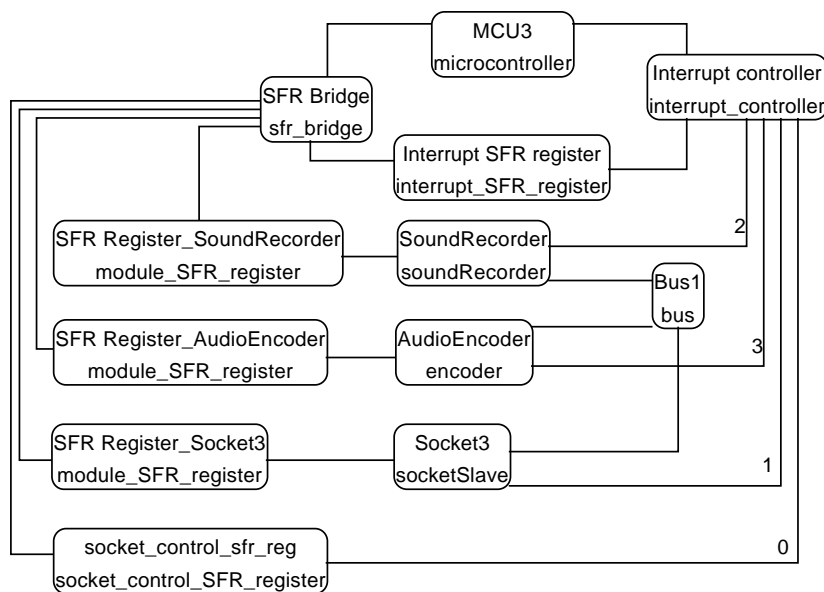 MCU3
microcontroller
Interrupt controller
interrupt_controller
SFR Bridge
sfr_bridge
Interrupt SFR register
interrupt_SFR_register
2
SFR Register_SoundRecorder
module_SFR_register
SoundRecorder
soundRecorder
Bus1
bus
3
SFR Register_AudioEncoder
module_SFR_register
AudioEncoder
encoder
SFR Register_Socket3
module_SFR_register
Socket3
socketSlave
1
socket_control_sfr_reg
socket_control_SFR_register
0